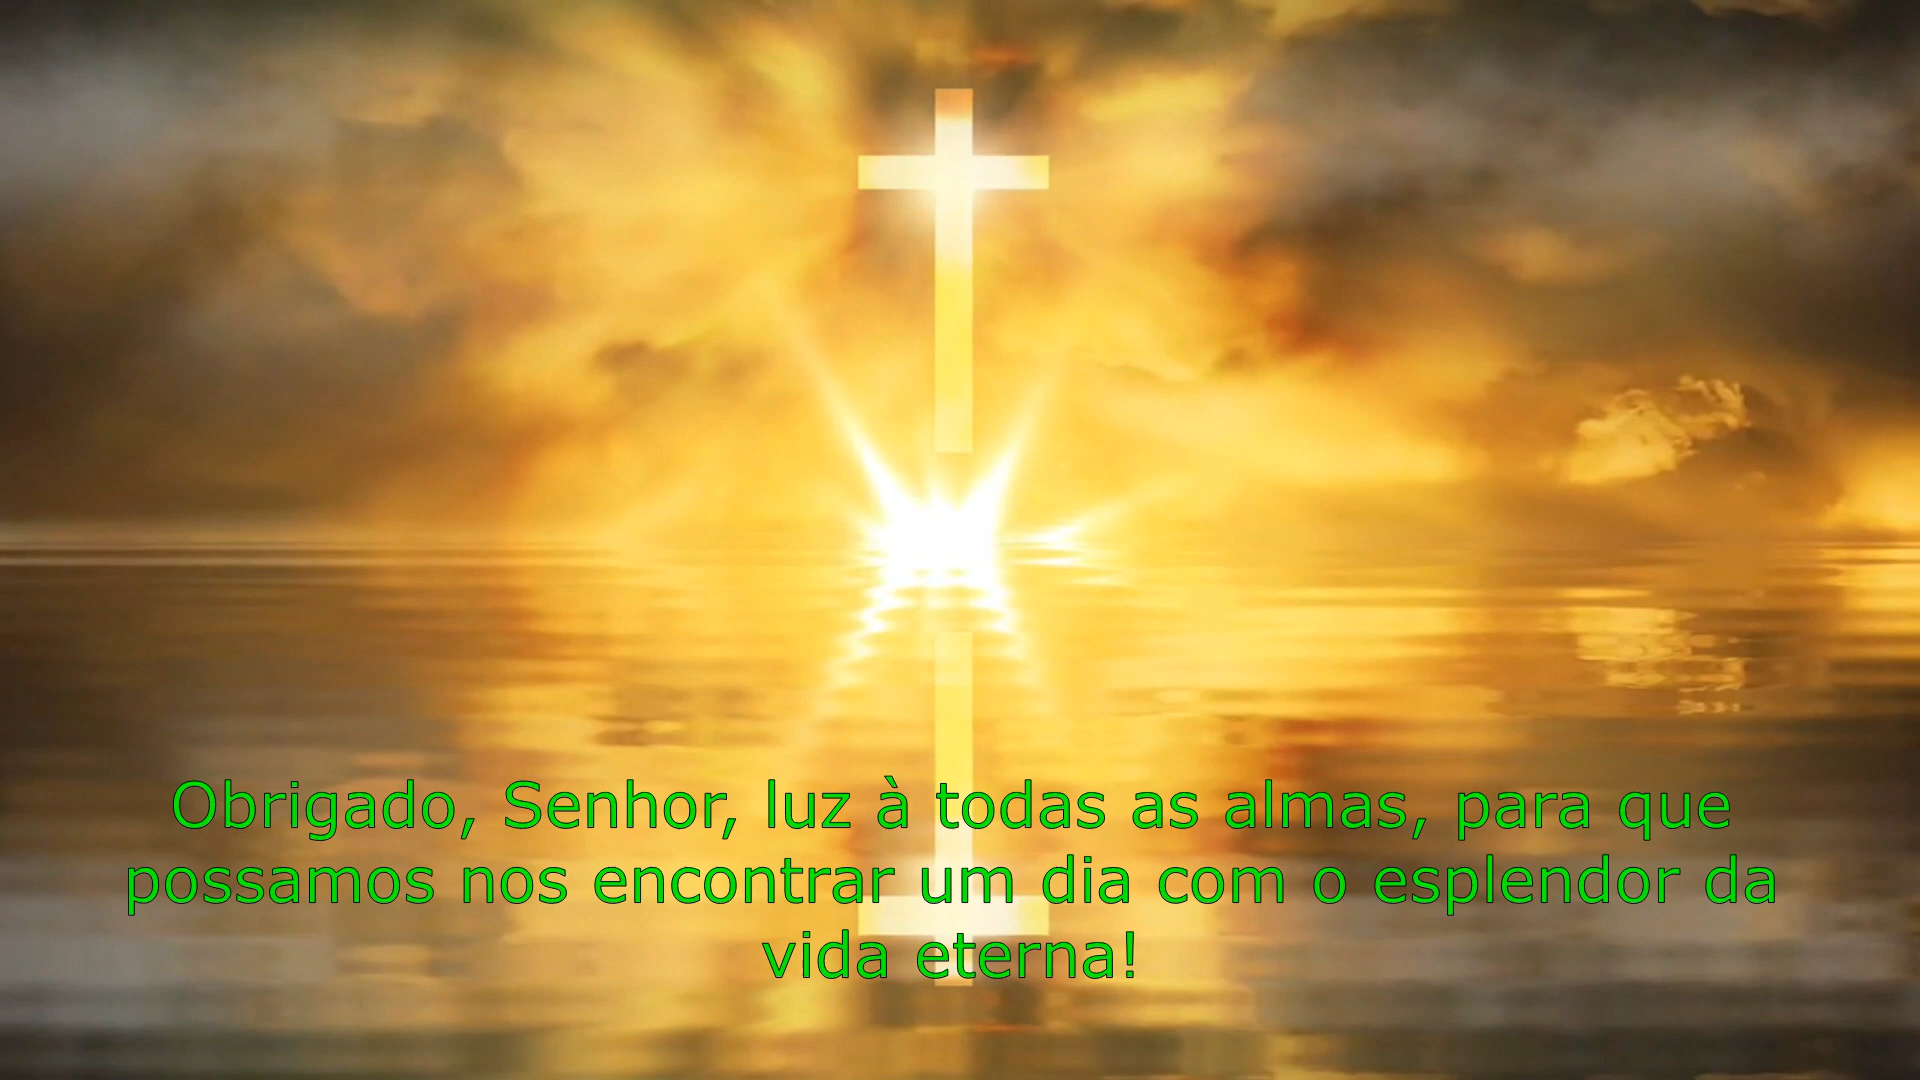 Obrigado, Senhor, luz à todas as almas, para que
possamos nos encontrar um dia com o esplendor da
vida eterna!